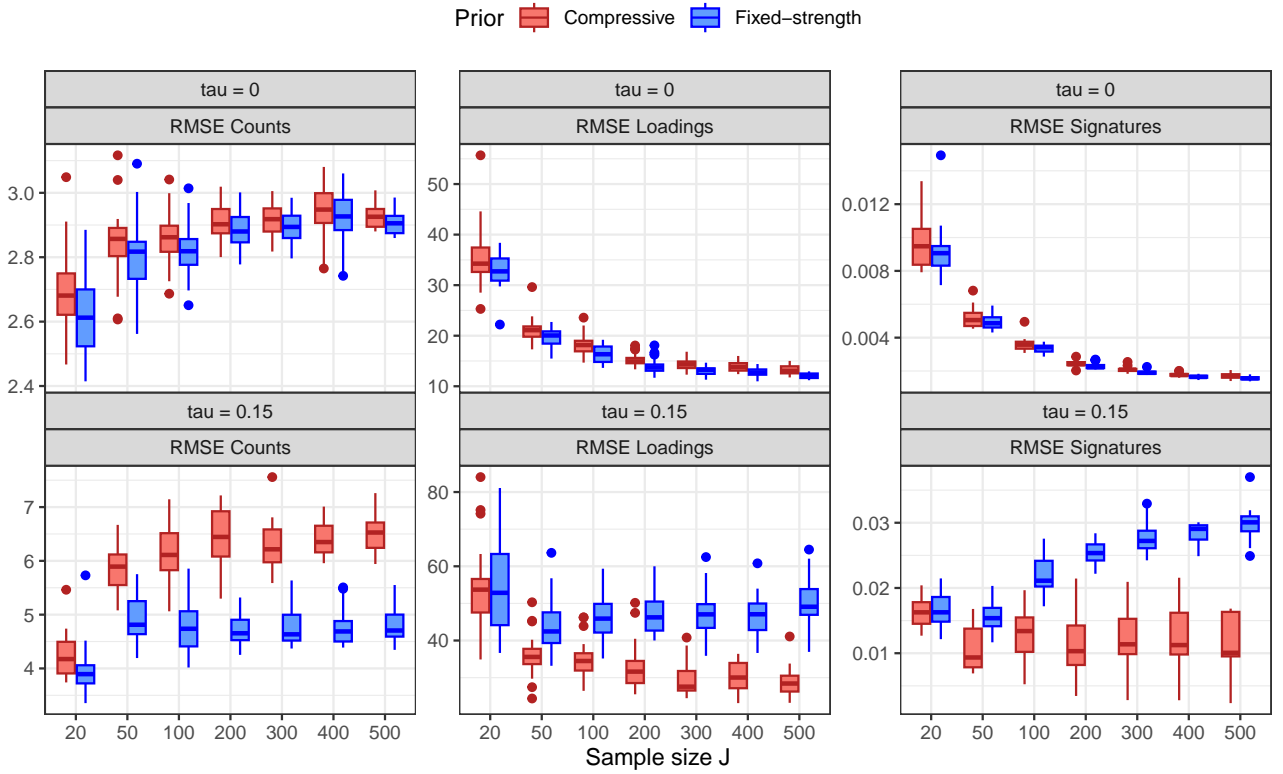 Prior Compressive Fixed−strength
tau = 0
RMSE Counts
2.4
2.6
2.8
3.0
tau = 0
RMSE Loadings
10
20
30
40
50
tau = 0
RMSE Signatures
0.004
0.008
0.012
tau = 0.15
RMSE Counts
4
5
6
7
20 50 100 200 300 400 500
tau = 0.15
RMSE Loadings
40
60
80
20 50 100 200 300 400 500
tau = 0.15
RMSE Signatures
0.01
0.02
0.03
20 50 100 200 300 400 500
Sample size J